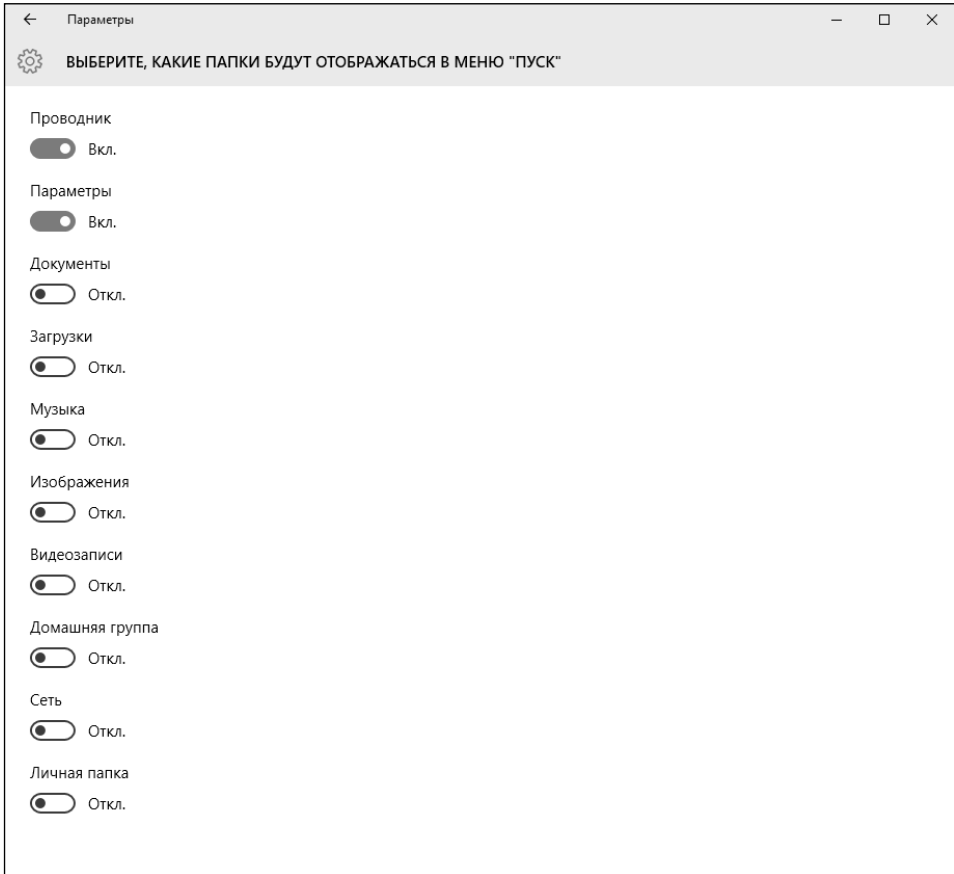 Параметры
ВЫБЕРИТЕ, КАКИЕ ПАПКИ БУДУТ ОТОБРАЖАТЬСЯ В МЕНЮ "ПУСК"
Проводник
Вкл.
Параметры
Вкл.
Документы
Откл.
Загрузки
Откл.
Музыка
Откл.
Изображения
Откл.
Видеозаписи
Откл.
Домашняя группа
Откл.
Сеть
Откл.
Личная папка
Откл.